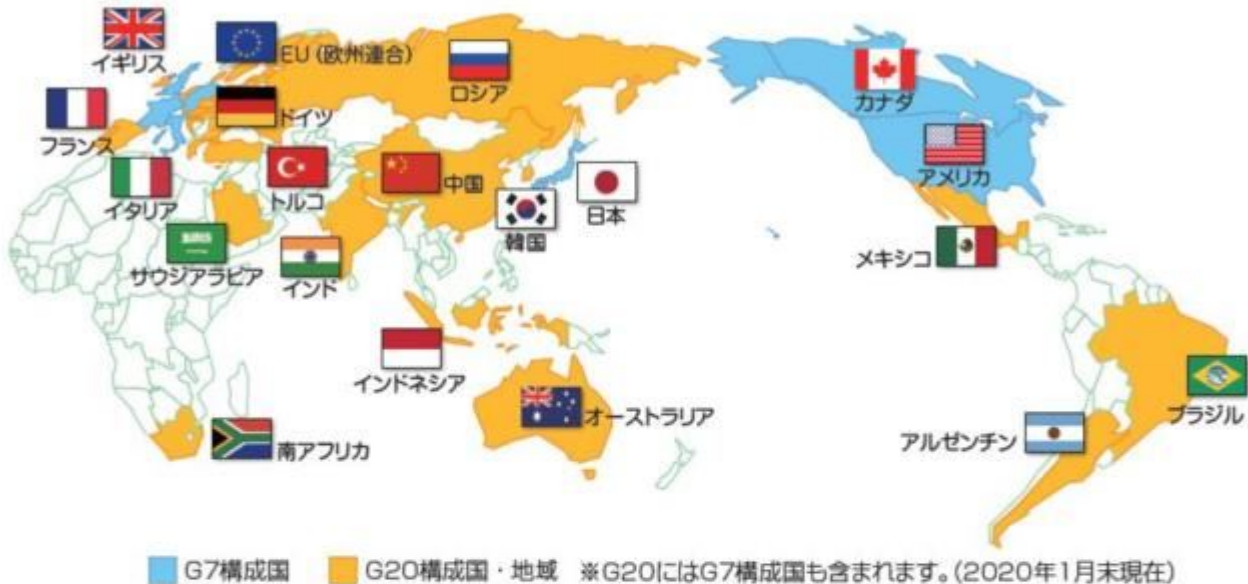 イギリス
EU(欧州連合)
ロシア
カナダ
フランス
ドイツ
アメリカ
イタリア
トルコ
中国
韓国
日本
サウジアラビア
インド
メキシコ
インドネシア
オーストラリア
ブラジル
南アフリカ
アルゼンチン
G7構成国 G20構成国・地域 ※G20にはG7構成国も含まれます。(2020年1月末現在)